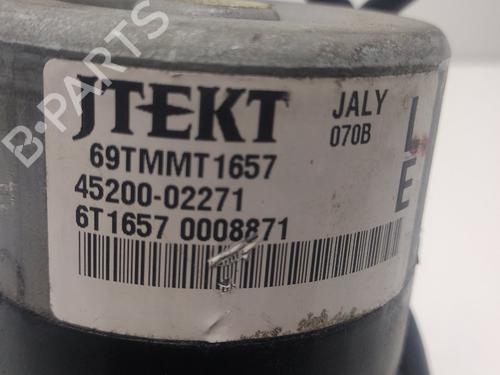 B-PARTS
JTEKT
JALY
070B
L
E
69TMMT1657
45200-02271
6T1657 0008871